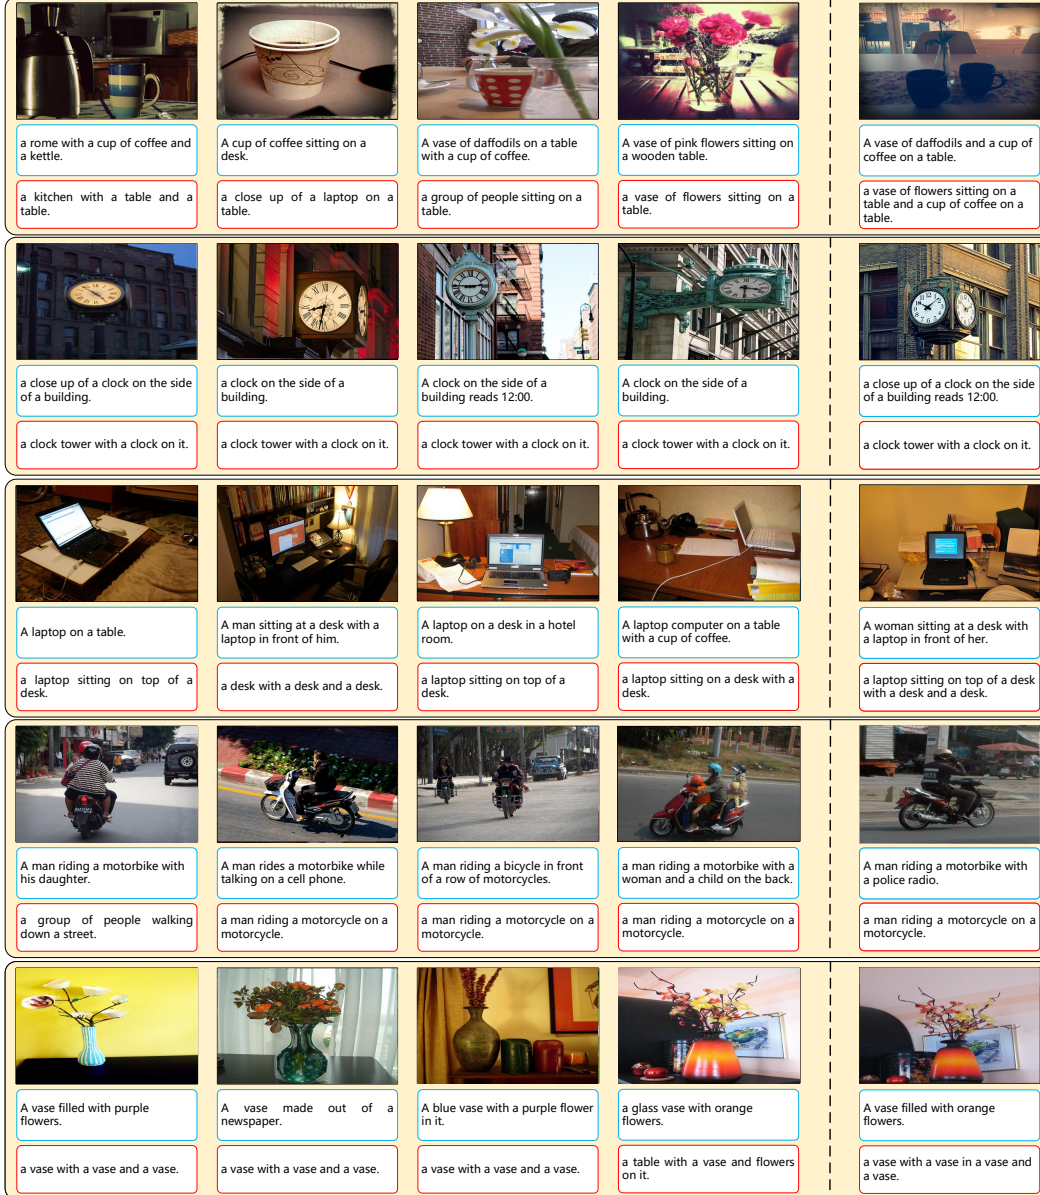 a rome with a cup of coffee and
a kettle.
A cup of coffee sitting on a
desk.
A vase of daffodils on a table
with a cup of coffee.
A vase of pink flowers sitting on
a wooden table.
A vase of daffodils and a cup of
coffee on a table.
a kitchen with a table and a
table.
a close up of a laptop on a
table.
a group of people sitting on a
table.
a vase of flowers sitting on a
table.
a vase of flowers sitting on a
table and a cup of coffee on a
table.
a close up of a clock on the side
of a building.
a clock on the side of a
building.
A clock on the side of a
building reads 12:00.
A clock on the side of a
building.
a close up of a clock on the side
of a building reads 12:00.
a clock tower with a clock on it.
a clock tower with a clock on it.
a clock tower with a clock on it.
a clock tower with a clock on it.
a clock tower with a clock on it.
A laptop on a table.
A man sitting at a desk with a
laptop in front of him.
A laptop on a desk in a hotel
room.
A laptop computer on a table
with a cup of coffee.
A woman sitting at a desk with
a laptop in front of her.
a laptop sitting on top of a
desk.
a desk with a desk and a desk.
a laptop sitting on top of a
desk.
a laptop sitting on a desk with a
desk.
a laptop sitting on top of a desk
with a desk and a desk.
A man riding a motorbike with
his daughter.
A man rides a motorbike while
talking on a cell phone.
A man riding a bicycle in front
of a row of motorcycles.
a man riding a motorbike with a
woman and a child on the back.
A man riding a motorbike with
a police radio.
a group of people walking
down a street.
a man riding a motorcycle on a
motorcycle.
a man riding a motorcycle on a
motorcycle.
a man riding a motorcycle on a
motorcycle.
a man riding a motorcycle on a
motorcycle.
A vase filled with purple
flowers.
A vase made out of a
newspaper.
A blue vase with a purple flower
in it.
a glass vase with orange
flowers.
A vase filled with orange
flowers.
a vase with a vase and a vase.
a vase with a vase and a vase.
a vase with a vase and a vase.
a table with a vase and flowers
on it.
a vase with a vase in a vase and
a vase.